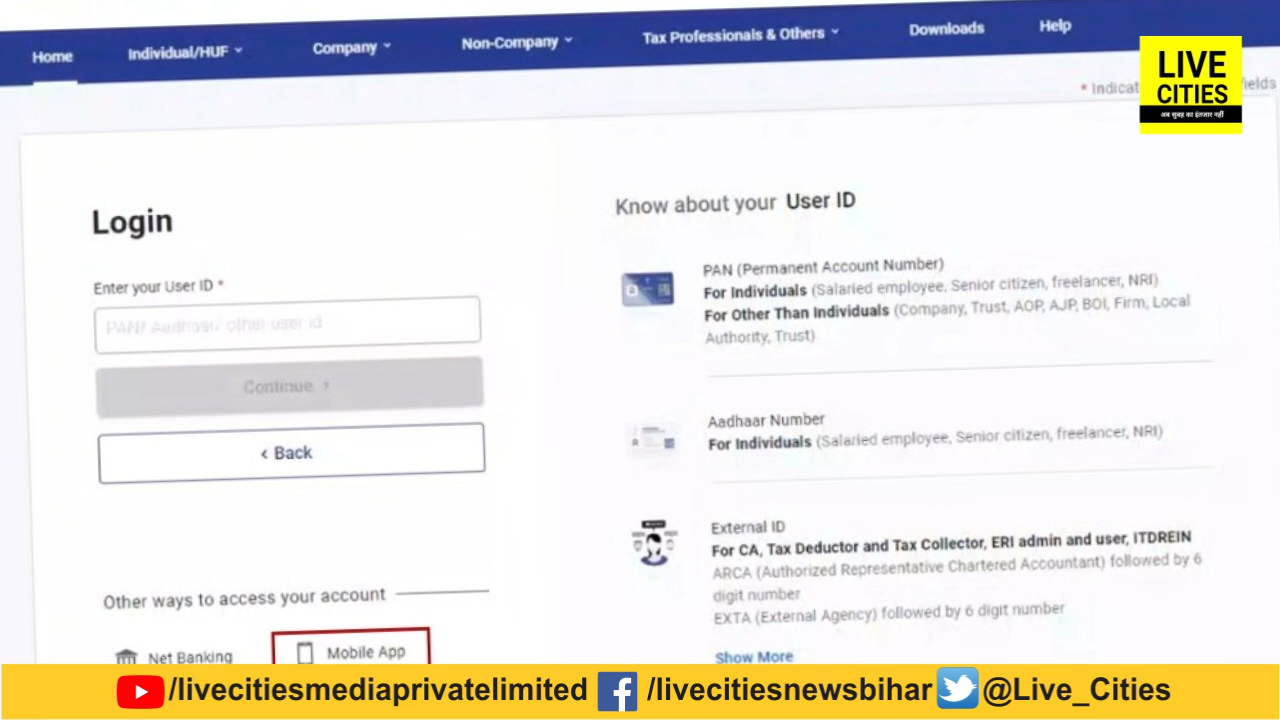 Home
Individual/HUF
Company
Non-Company
Tax Professionals & Others
Downloads
Help
LIVE
CITIES
अब सुबह का इंतजार नहीं
* Indicat
ields
Login
Enter your User ID *
PAN/ Aadhaar/ other user id
Continue >
< Back
Other ways to access your account
Net Banking
Mobile App
Know about your User ID
PAN (Permanent Account Number)
For Individuals (Salaried employee, Senior citizen, freelancer, NRI)
For Other Than Individuals (Company, Trust, AOP, AJP, BOI, Firm, Local
Authority, Trust)
Aadhaar Number
For Individuals (Salaried employee, Senior citizen, freelancer, NRI)
External ID
For CA, Tax Deductor and Tax Collector, ERI admin and user, ITDREIN
ARCA (Authorized Representative Chartered Accountant) followed by 6
digit number
EXTA (External Agency) followed by 6 digit number
Show More
/livecitiesmediaprivatelimited
/livecitiesnewsbihar
@Live_Cities